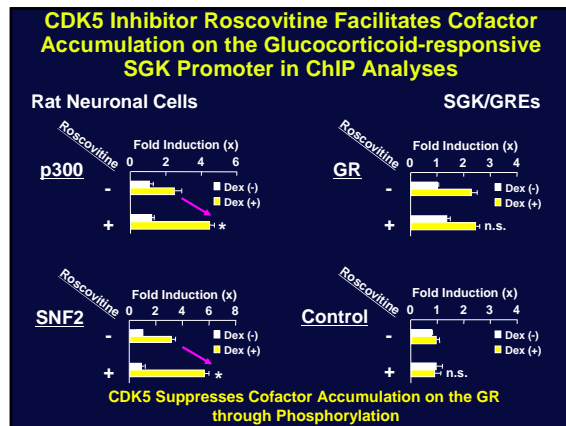 CDK5 Inhibitor Roscovitine Facilitates Cofactor
Accumulation on the Glucocorticoid-responsive
SGK Promoter in ChIP Analyses
Rat Neuronal Cells
SGK/GREs
Roscovitine
Fold Induction (x)
0 2 4 6
p300
-
+
Dex (-)
Dex (+)
*
Roscovitine
Fold Induction (x)
0 1 2 3 4
GR
-
+
Dex (-)
Dex (+)
n.s.
Roscovitine
Fold Induction (x)
0 2 4 6 8
SNF2
-
+
Dex (-)
Dex (+)
*
Roscovitine
Fold Induction (x)
0 1 2 3 4
Control
-
+
Dex (-)
Dex (+)
n.s.
CDK5 Suppresses Cofactor Accumulation on the GR
through Phosphorylation